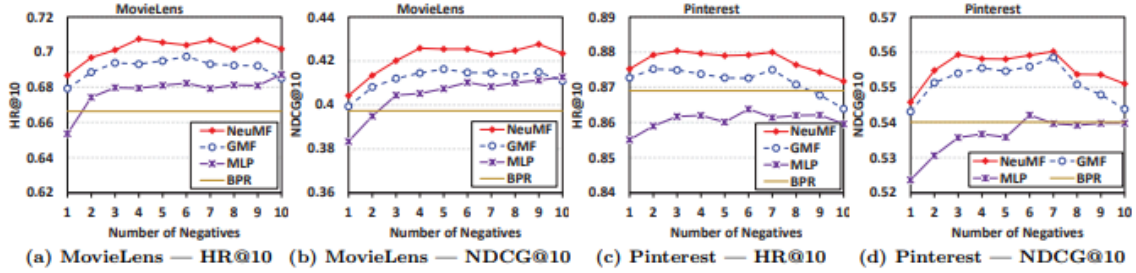 MovieLens
HR@10
0.72
0.7
0.68
0.66
0.64
0.62
NeuMF
GMF
MLP
BPR
1 2 3 4 5 6 7 8 9 10
Number of Negatives
(a) MovieLens — HR@10
MovieLens
NDCG@10
0.44
0.42
0.4
0.38
0.36
NeuMF
GMF
MLP
BPR
1 2 3 4 5 6 7 8 9 10
Number of Negatives
(b) MovieLens — NDCG@10
Pinterest
HR@10
0.89
0.88
0.87
0.86
0.85
0.84
NeuMF
GMF
MLP
BPR
1 2 3 4 5 6 7 8 9 10
Number of Negatives
(c) Pinterest — HR@10
Pinterest
NDCG@10
0.57
0.56
0.55
0.54
0.53
0.52
NeuMF GMF
MLP BPR
1 2 3 4 5 6 7 8 9 10
Number of Negatives
(d) Pinterest — NDCG@10